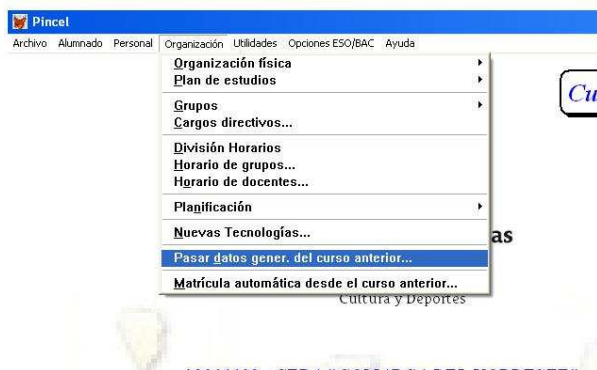 Pincel
Archivo Alumnado Personal Organización Utilidades Opciones ESO/BAC Ayuda
Organización física
Plan de estudios
Cu
Grupos
Cargos directivos...
División Horarios
Horario de grupos...
Horario de docentes...
Planificación
Nuevas Tecnologías...
as
Pasar datos gener. del curso anterior...
Matrícula automática desde el curso anterior...
Cultura y Deportes